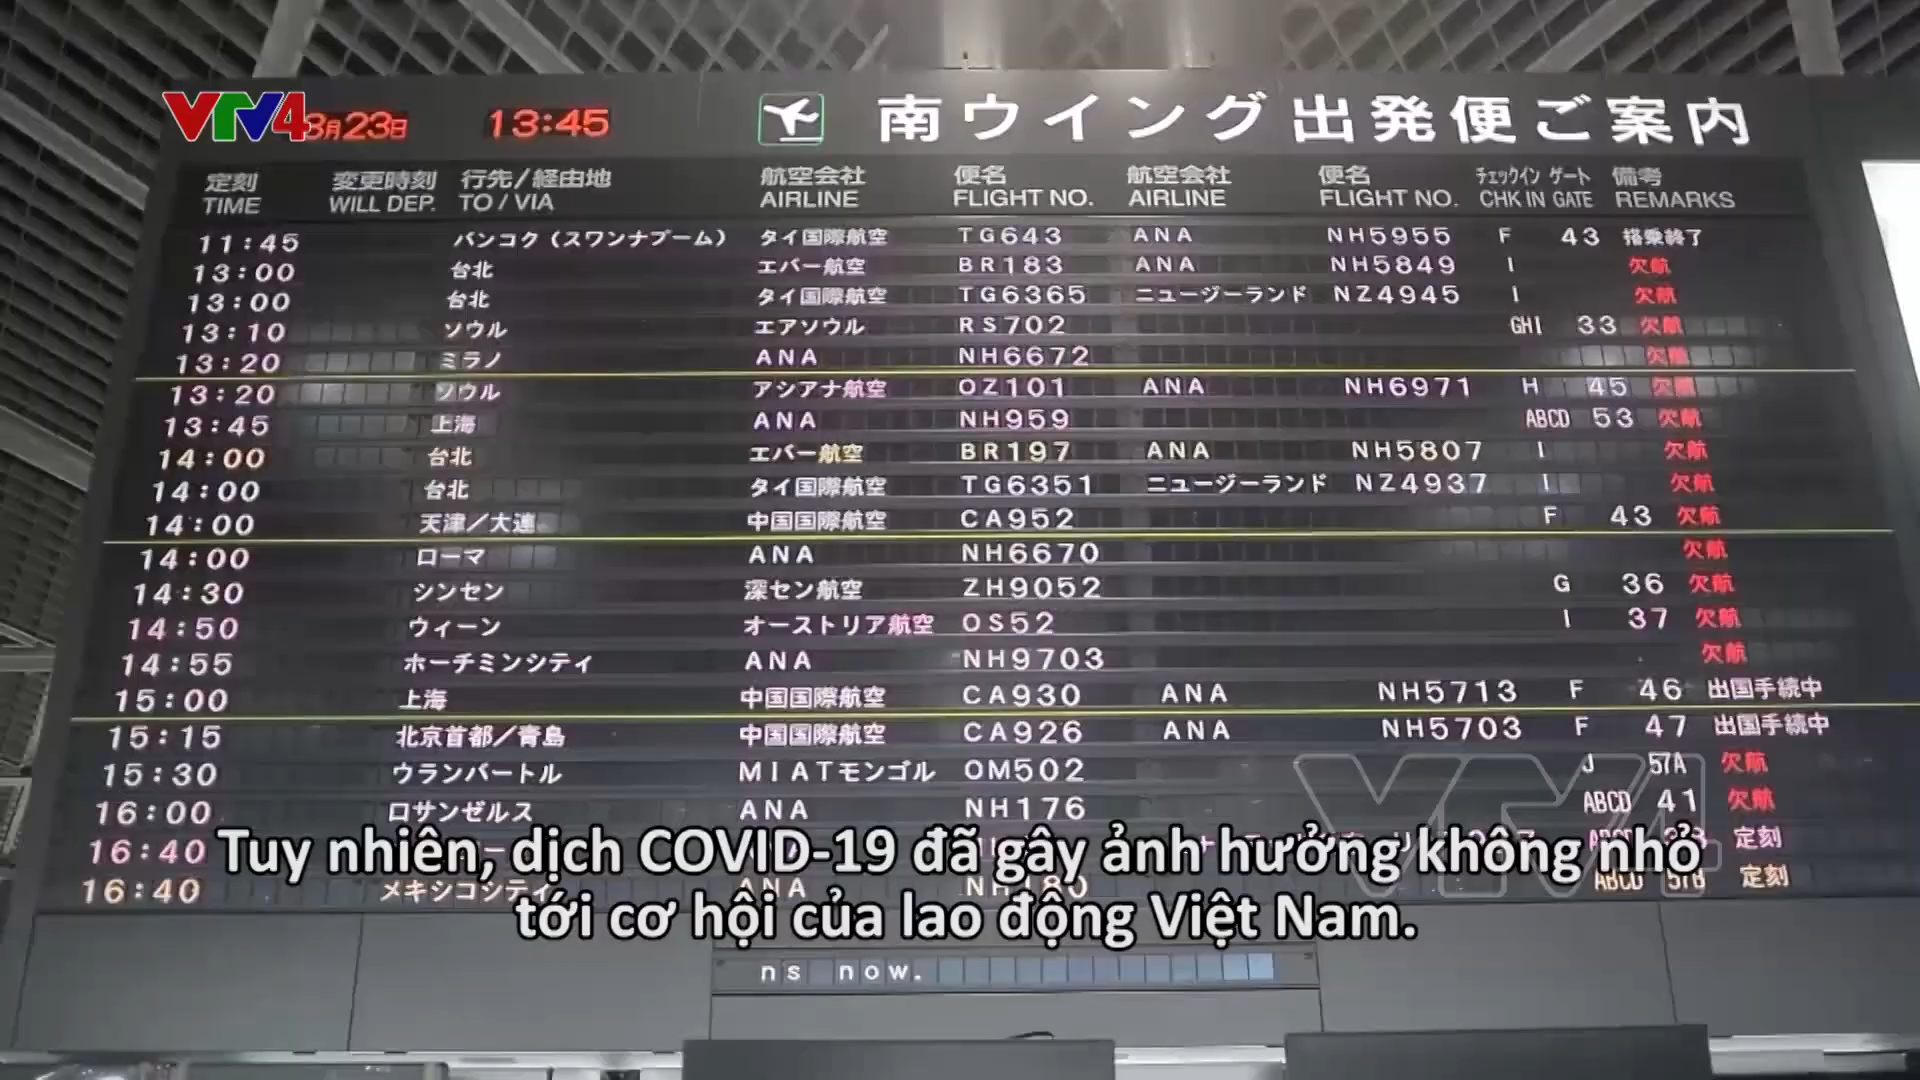 VTV4 3月23日 13:45 南ウイング出発便ご案内
定刻 変更時刻 行先/経由地 航空会社 便名 航空会社 便名 チェックイン ゲート 備考
TIME WILL DEP. TO / VIA AIRLINE FLIGHT NO. AIRLINE FLIGHT NO. CHK IN GATE REMARKS
11:45 バンコク(スワンナプーム) タイ国際航空 TG643 ANA NH5955 F 43 搭乗終了
13:00 台北 エバー航空 BR183 ANA NH5849 I 欠航
13:00 台北 タイ国際航空 TG6365 ニュージーランド NZ4945 I 欠航
13:10 ソウル エアソウル RS702 GHI 33 欠航
13:20 ミラノ ANA NH6672 欠航
13:20 ソウル アシアナ航空 OZ101 ANA NH6971 H 45 欠航
13:45 上海 ANA NH959 ABCD 53 欠航
14:00 台北 エバー航空 BR197 ANA NH5807 I 欠航
14:00 台北 タイ国際航空 TG6351 ニュージーランド NZ4937 I 欠航
14:00 天津/大連 中国国際航空 CA952 F 43 欠航
14:00 ローマ ANA NH6670 欠航
14:30 シンセン 深セン航空 ZH9052 G 36 欠航
14:50 ウィーン オーストリア航空 OS52 I 37 欠航
14:55 ホーチミンシティ ANA NH9703 欠航
15:00 上海 中国国際航空 CA930 ANA NH5713 F 46 出国手続中
15:15 北京首都/青島 中国国際航空 CA926 ANA NH5703 F 47 出国手続中
15:30 ウランバートル MIATモンゴル OM502 J 57A 欠航
16:00 ロサンゼルス ANA NH176 ABCD 41 欠航
16:40 定刻
16:40 メキシコシティ ANA NH180 ABCD 57B 定刻
Tuy nhiên, dịch COVID-19 đã gây ảnh hưởng không nhỏ
tới cơ hội của lao động Việt Nam.
ns now.
VTV4